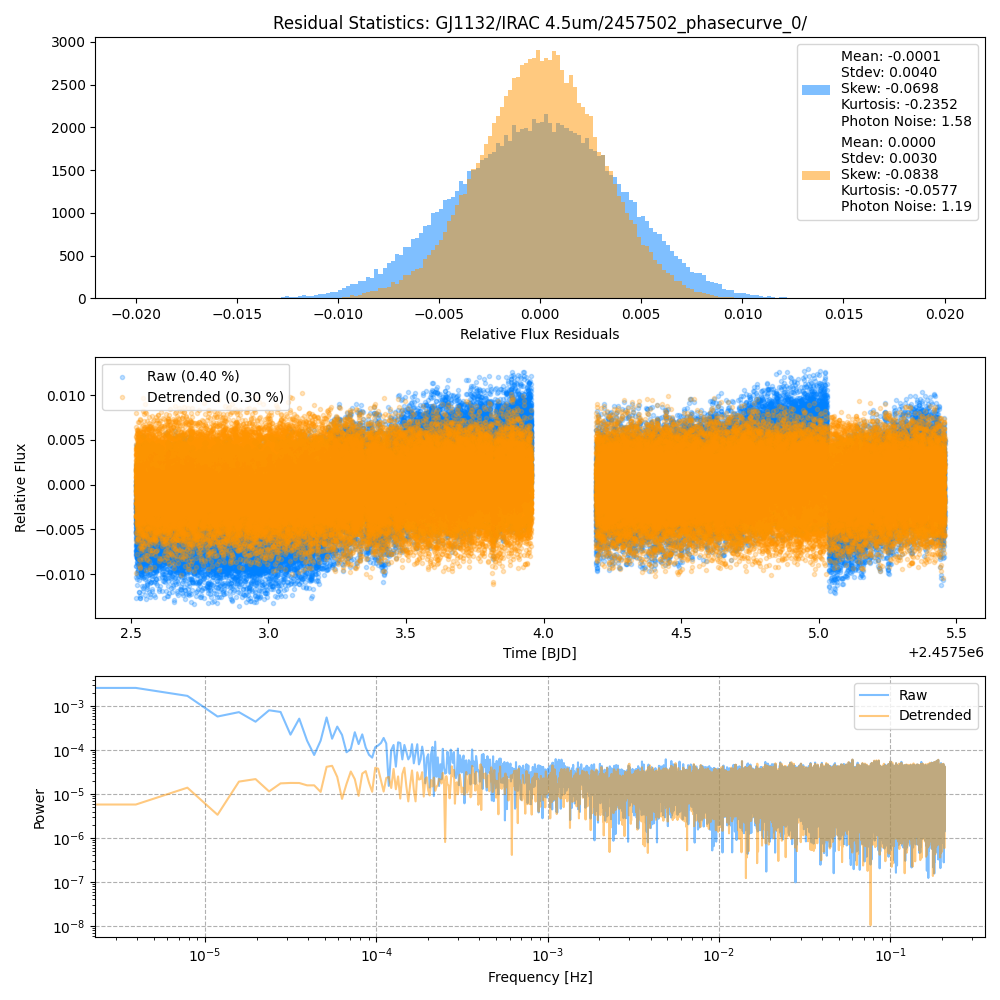 Residual Statistics: GJ1132/IRAC 4.5um/2457502_phasecurve_0/
3000
2500
2000
1500
1000
500
0
Mean: -0.0001
Stdev: 0.0040
Skew: -0.0698
Kurtosis: -0.2352
Photon Noise: 1.58
Mean: 0.0000
Stdev: 0.0030
Skew: -0.0838
Kurtosis: -0.0577
Photon Noise: 1.19
−0.020 −0.015 −0.010 −0.005 0.000 0.005 0.010 0.015 0.020
Relative Flux Residuals
Raw (0.40 %)
Detrended (0.30 %)
0.010
0.005
0.000
−0.005
−0.010
Relative Flux
2.5 3.0 3.5 4.0 4.5 5.0 5.5
Time [BJD]
+2.4575e6
Raw
Detrended
10⁻³
10⁻⁴
10⁻⁵
10⁻⁶
10⁻⁷
10⁻⁸
Power
10⁻⁵ 10⁻⁴ 10⁻³ 10⁻² 10⁻¹
Frequency [Hz]